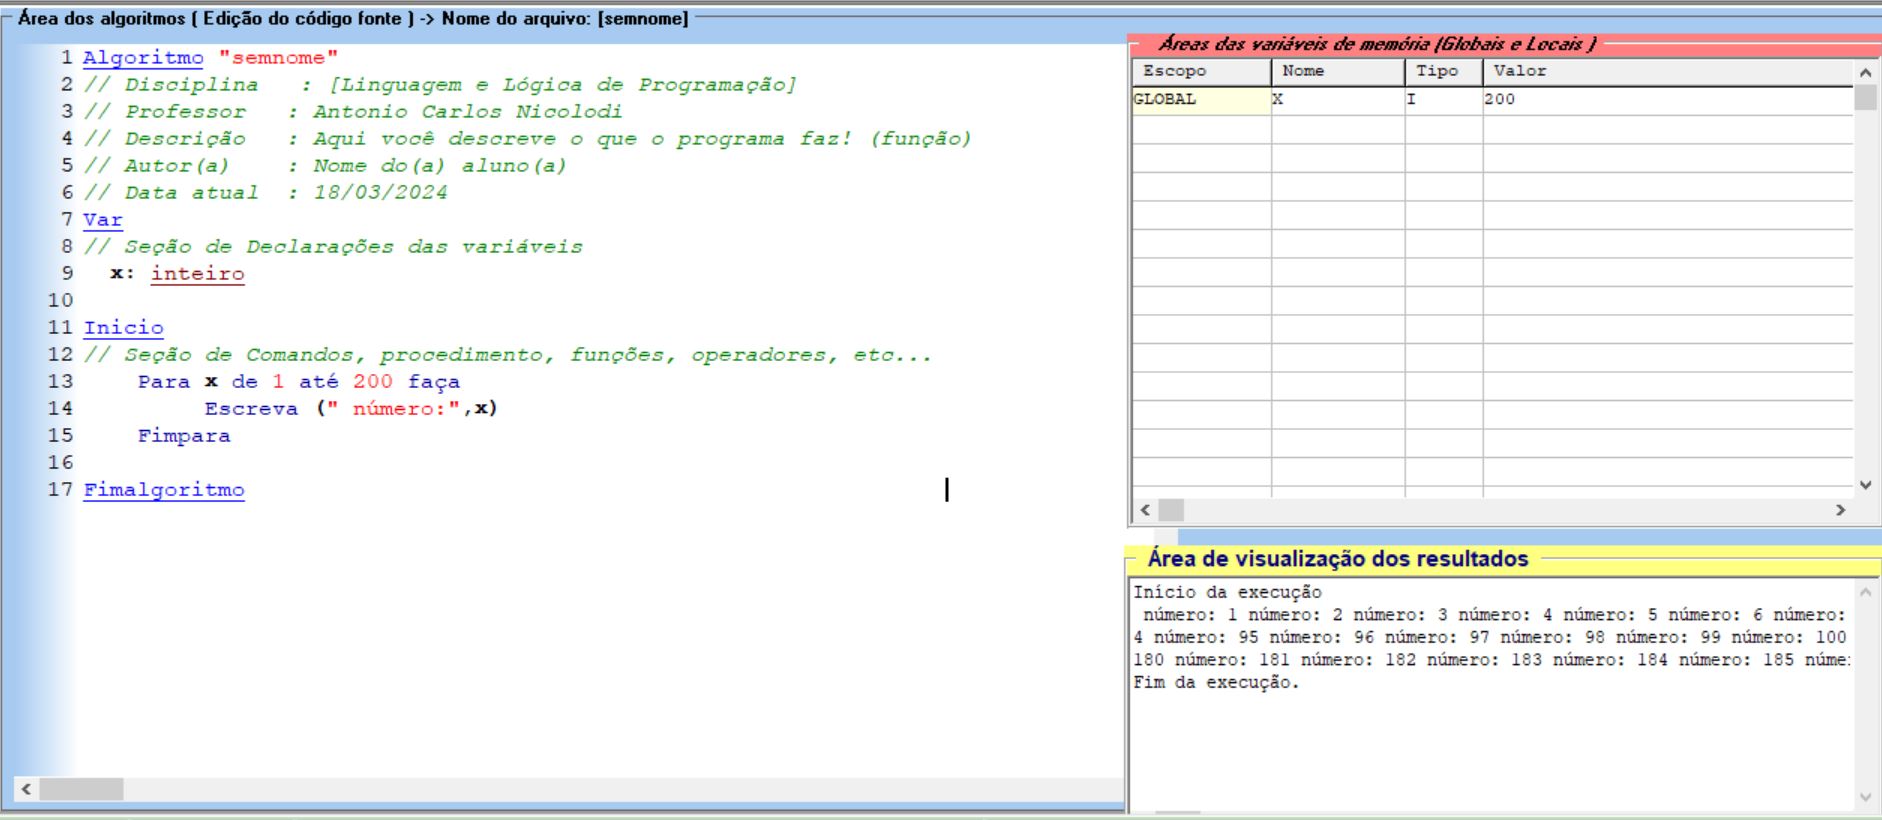 Área dos algoritmos ( Edição do código fonte ) -> Nome do arquivo: [semnome]
1 Algoritmo "semnome"
2 // Disciplina   : [Linguagem e Lógica de Programação]
3 // Professor   : Antonio Carlos Nicolodi
4 // Descrição   : Aqui você descreve o que o programa faz! (função)
5 // Autor(a)    : Nome do(a) aluno(a)
6 // Data atual  : 18/03/2024
7 Var
8 // Seção de Declarações das variáveis
9   x: inteiro
10
11 Inicio
12 // Seção de Comandos, procedimento, funções, operadores, etc...
13     Para x de 1 até 200 faça
14          Escreva (" número:",x)
15     Fimpara
16
17 Fimalgoritmo
Áreas das variáveis de memória (Globais e Locais )
Escopo Nome Tipo Valor
GLOBAL X I 200
Área de visualização dos resultados
Início da execução
 número: 1 número: 2 número: 3 número: 4 número: 5 número: 6 número:
4 número: 95 número: 96 número: 97 número: 98 número: 99 número: 100
180 número: 181 número: 182 número: 183 número: 184 número: 185 núme
Fim da execução.